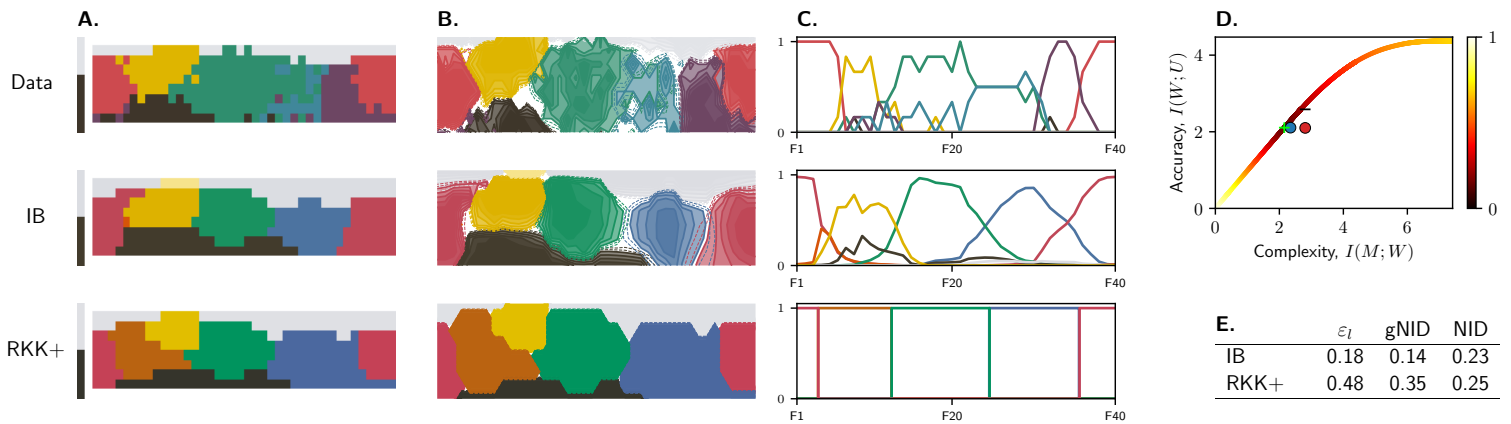 A.
B.
C.
D.
Data
IB
RKK+
1
0
F1
F20
F40
1
0
F1
F20
F40
1
0
F1
F20
F40
Accuracy, I(W; U)
4
2
0
0
2
4
6
Complexity, I(M; W)
1
0
E.
ε_l gNID NID
IB 0.18 0.14 0.23
RKK+ 0.48 0.35 0.25